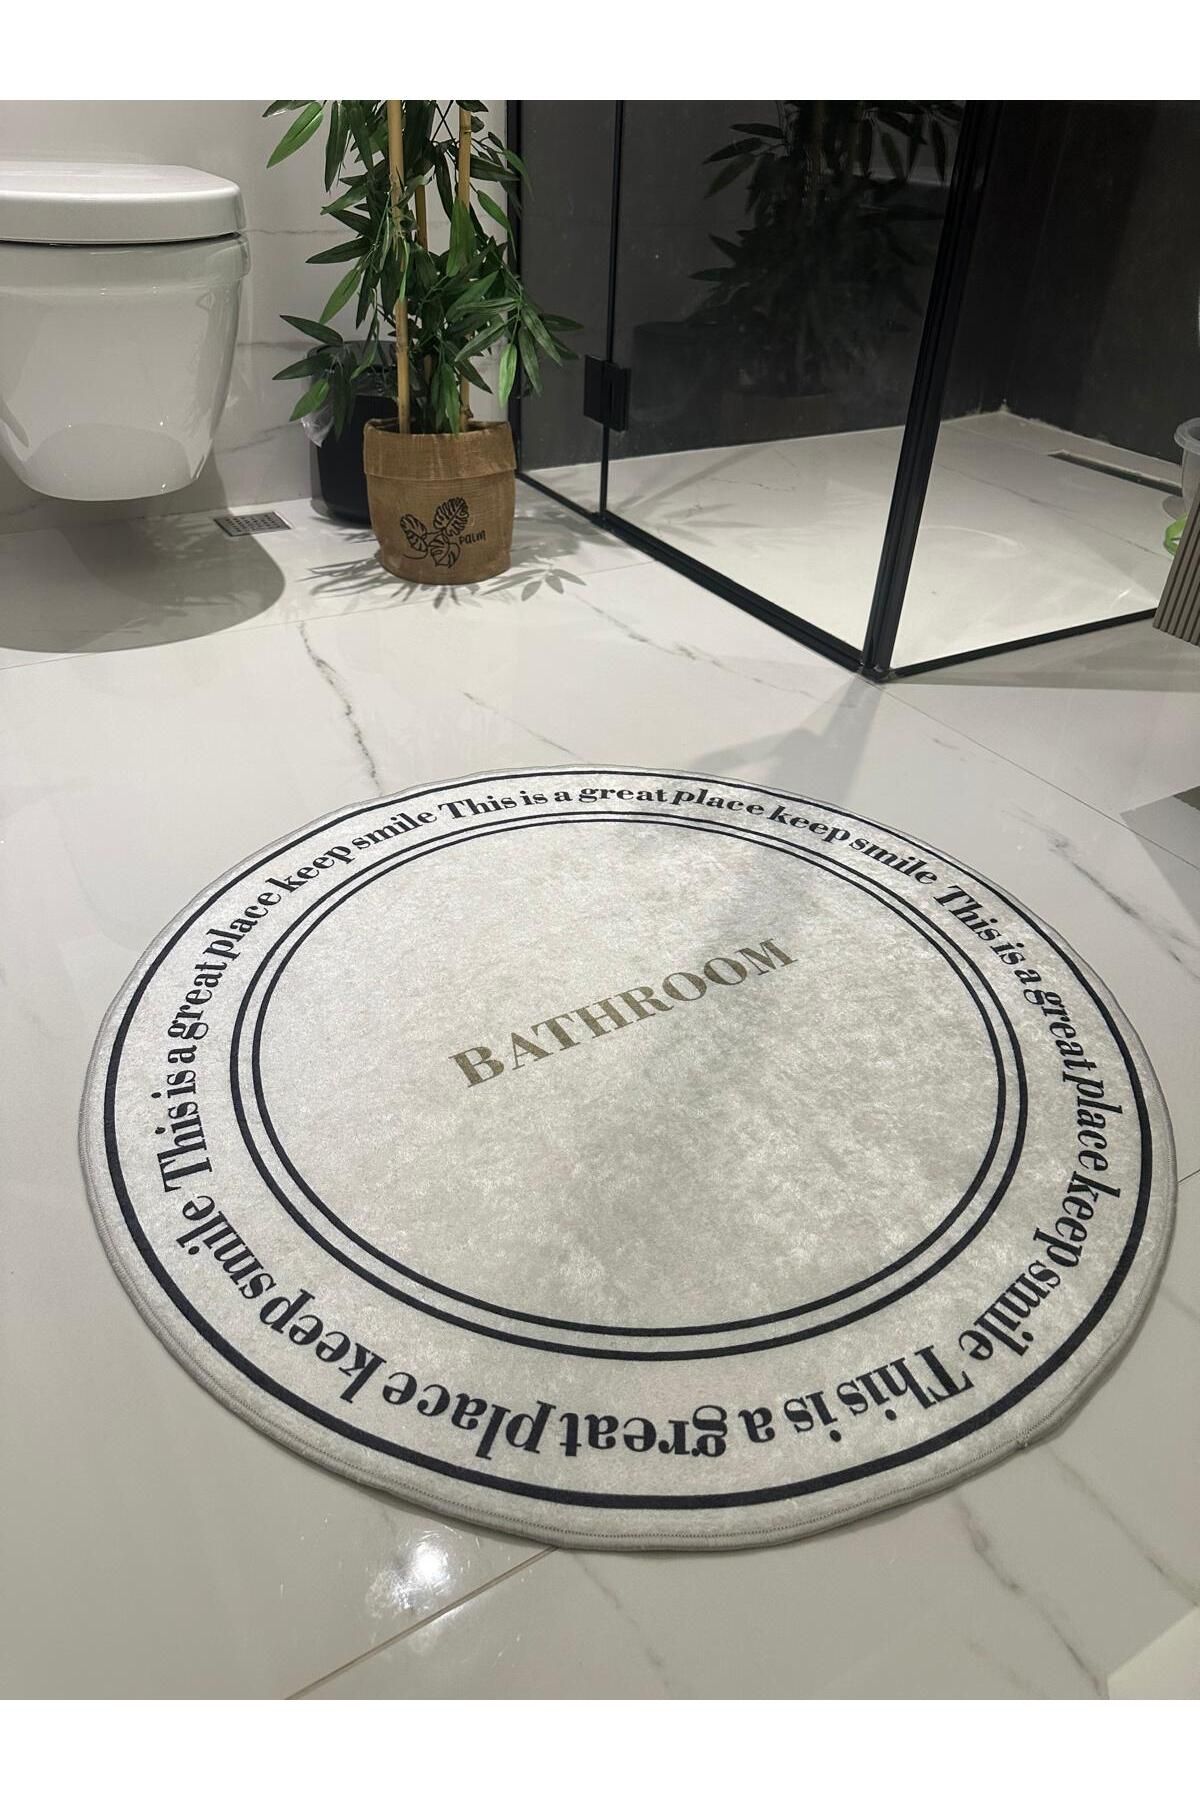 palm
This is a great place keep smile This is a great place keep smile This is a great place keep smile This is a great place keep smile
BATHROOM